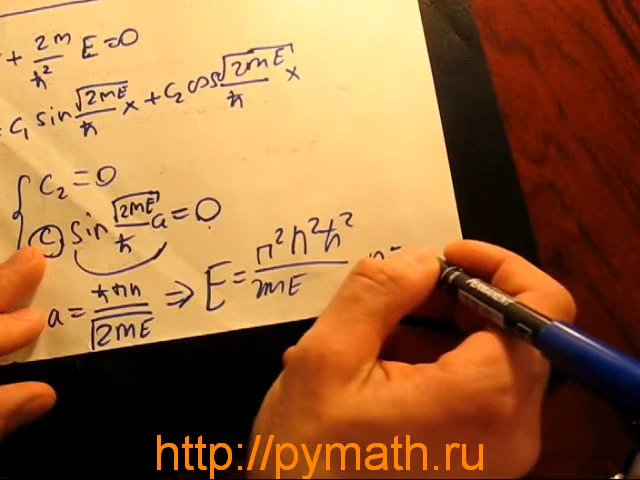 + 2m/ħ² E = 0
= C₁ sin √2mE/ħ x + C₂ cos √2mE/ħ x
{ C₂ = 0
C sin √2mE/ħ a = 0
a = ħπn/√2mE ⇒ E = π²n²ħ²/2mE n =
http://pymath.ru